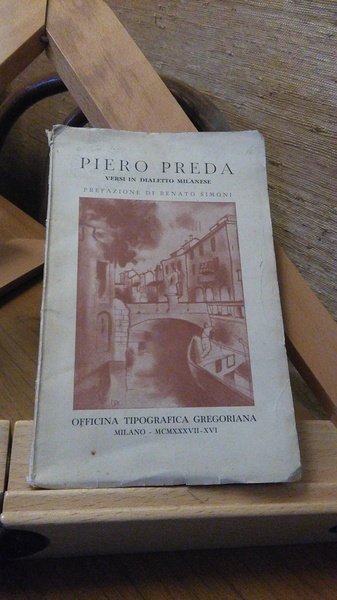 PIERO PREDA
VERSI IN DIALETTO MILANESE
PREFAZIONE DI RENATO SIMONI
OFFICINA TIPOGRAFICA GREGORIANA
MILANO - MCMXXXVII-XVI